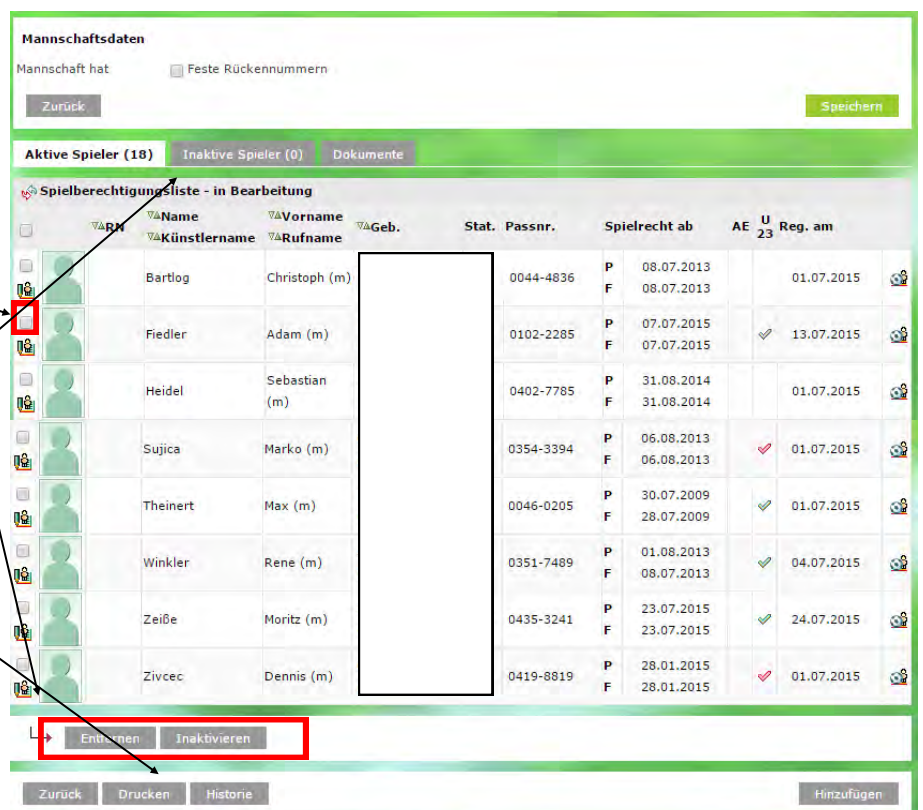 Mannschaftsdaten
Mannschaft hat Feste Rückennummern
Zurück Speichern
Aktive Spieler (18) Inaktive Spieler (0) Dokumente
Spielberechtigungsliste - in Bearbeitung
RN Name Vorname Geb. Stat. Passnr. Spielrecht ab AE U 23 Reg. am
Künstlername Rufname
Bartlog Christoph (m) 0044-4836 P 08.07.2013 01.07.2015
F 08.07.2013
Fiedler Adam (m) 0102-2285 P 07.07.2015 13.07.2015
F 07.07.2015
Heidel Sebastian (m) 0402-7785 P 31.08.2014 01.07.2015
F 31.08.2014
Sujica Marko (m) 0354-3394 P 06.08.2013 01.07.2015
F 06.08.2013
Theinert Max (m) 0046-0205 P 30.07.2009 01.07.2015
F 28.07.2009
Winkler Rene (m) 0351-7489 P 01.08.2013 04.07.2015
F 08.07.2013
Zeiße Moritz (m) 0435-3241 P 23.07.2015 24.07.2015
F 23.07.2015
Zivcec Dennis (m) 0419-8819 P 28.01.2015 01.07.2015
F 28.01.2015
Entfernen Inaktivieren
Zurück Drucken Historie Hinzufügen